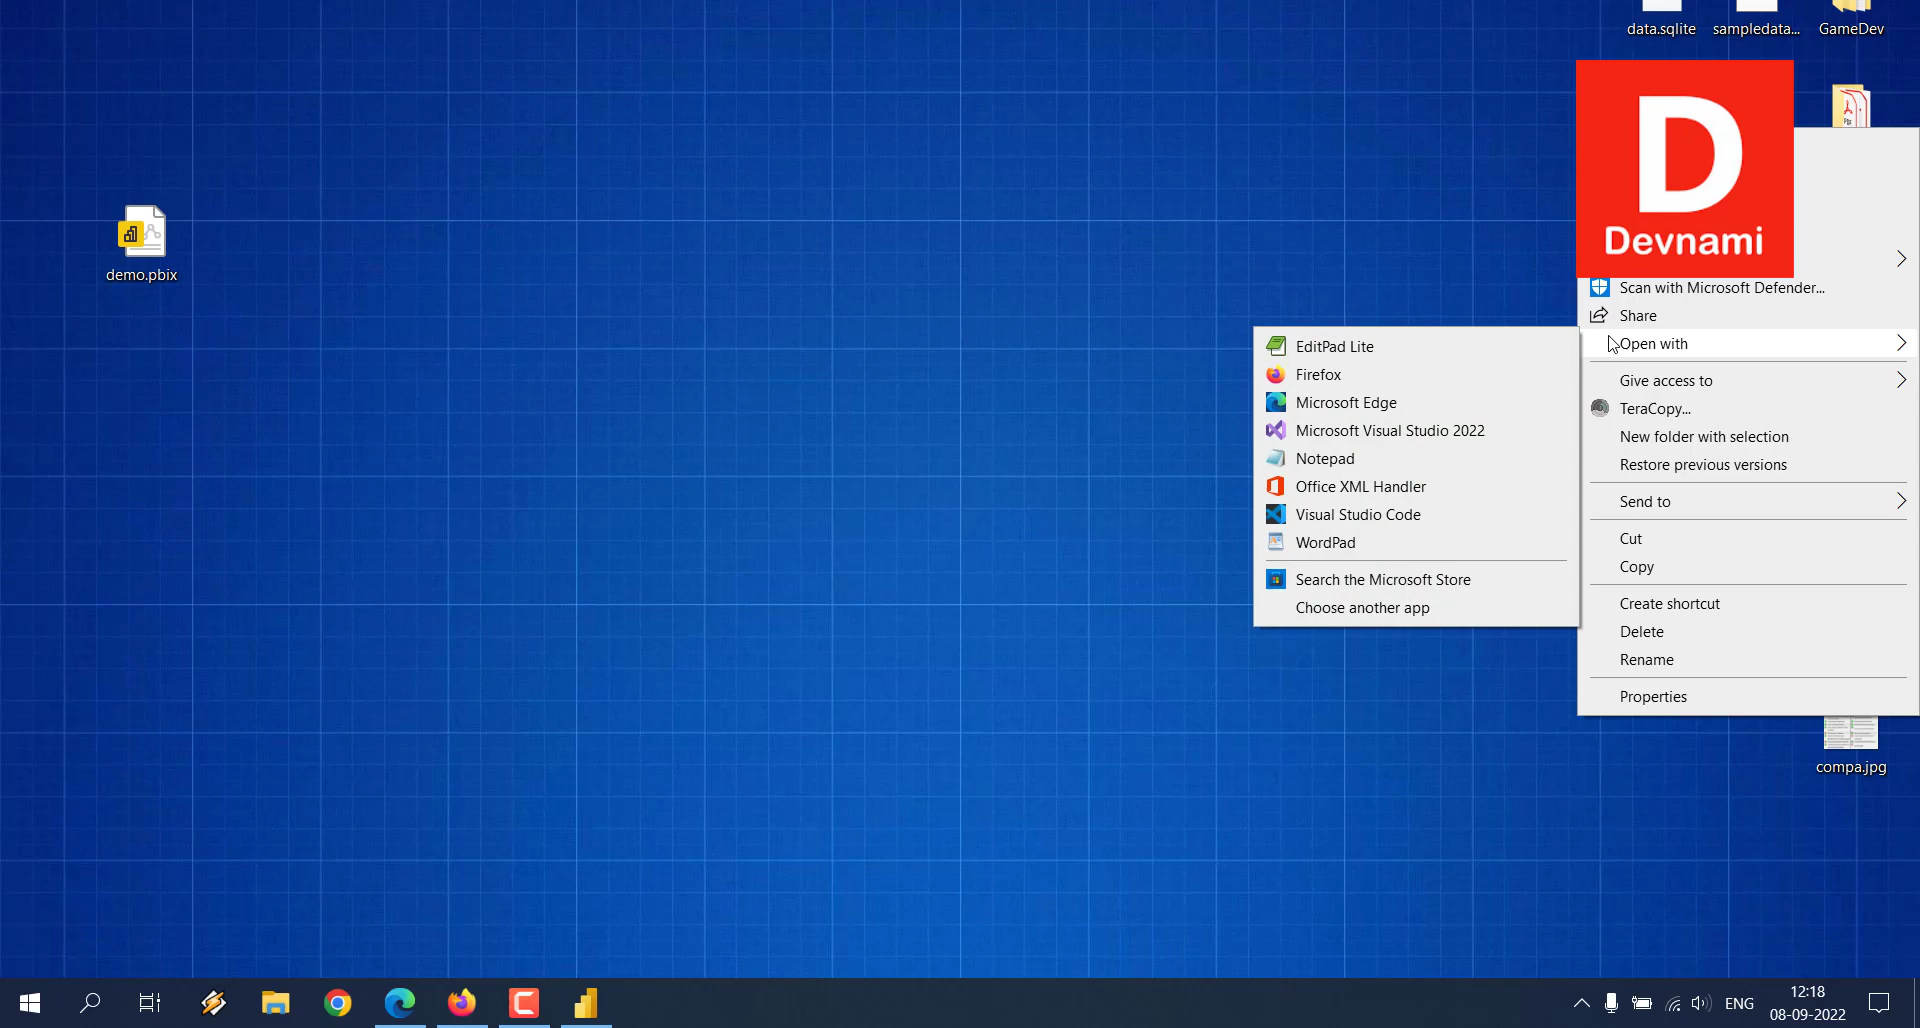 data.sqlite
sampledata...
GameDev
D
Devnami
demo.pbix
Scan with Microsoft Defender...
Share
Open with
Give access to
TeraCopy...
New folder with selection
Restore previous versions
Send to
Cut
Copy
Create shortcut
Delete
Rename
Properties
EditPad Lite
Firefox
Microsoft Edge
Microsoft Visual Studio 2022
Notepad
Office XML Handler
Visual Studio Code
WordPad
Search the Microsoft Store
Choose another app
compa.jpg
ENG
12:18
08-09-2022